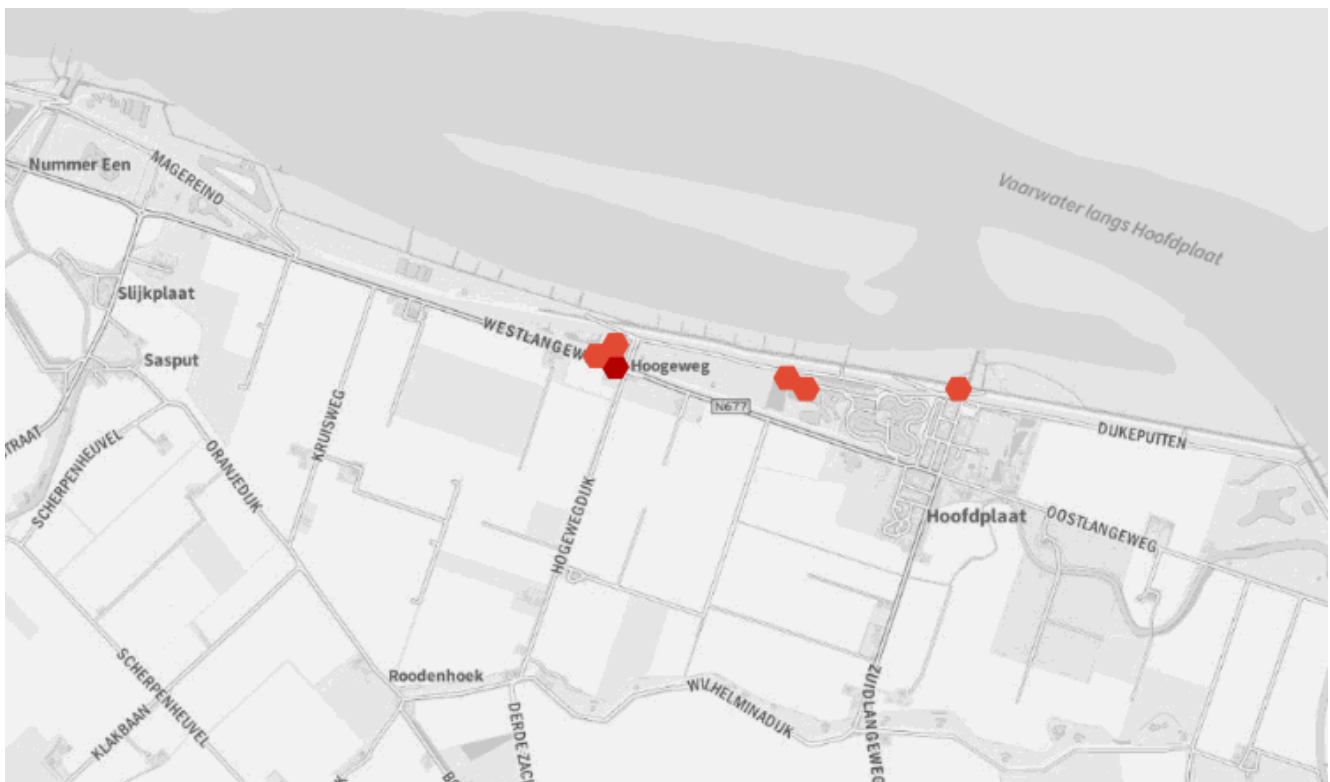 Nummer Een
MAGEREIND
Vaarwater langs Hoofdplaat
Slijkplaat
WESTLANGEW
Sasput
Hoogeweg
N677
KRUISWEG
DUKEPUTTEN
STRAAT
SCHERPENHEUVEL
ORANJEDIJK
Hoofdplaat
OOSTLANGEWEG
HOGEWEGDIJK
Roodenhoek
WILHELMINADIJK
ZUIDLANGEWEG
SCHERPENHEUVEL
KLAKBAAN
DERDE ZAC